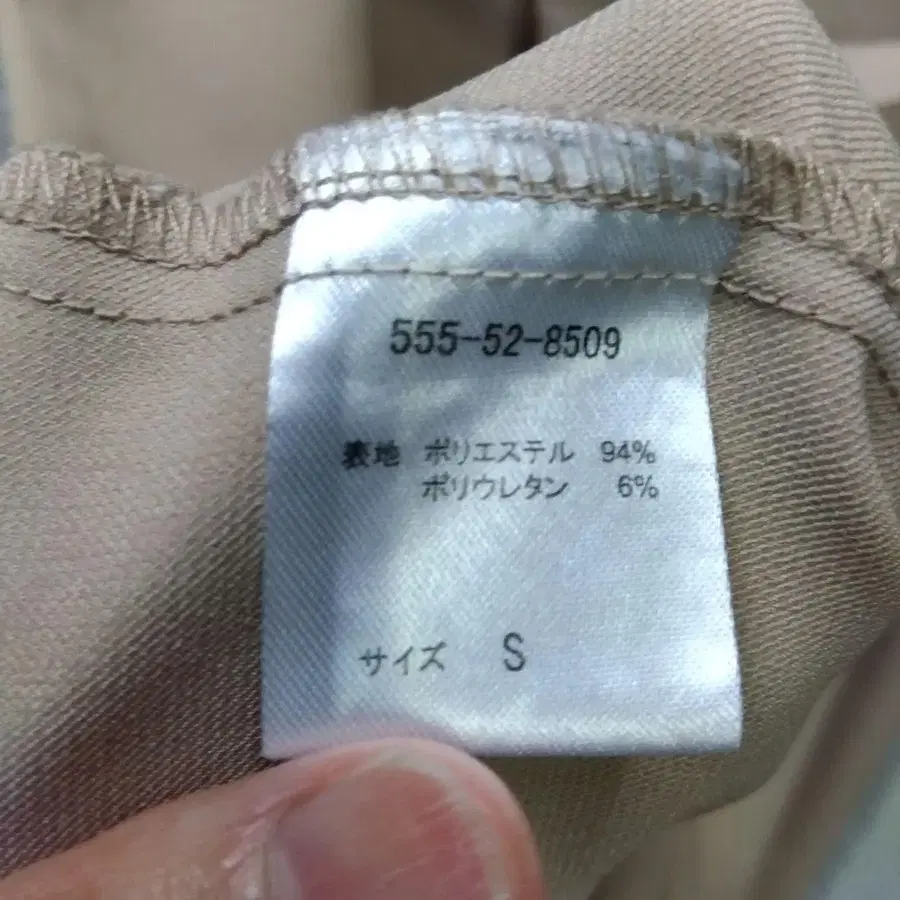 555-52-8509
表地 ポリエステル 94%
ポリウレタン 6%
サイズ S